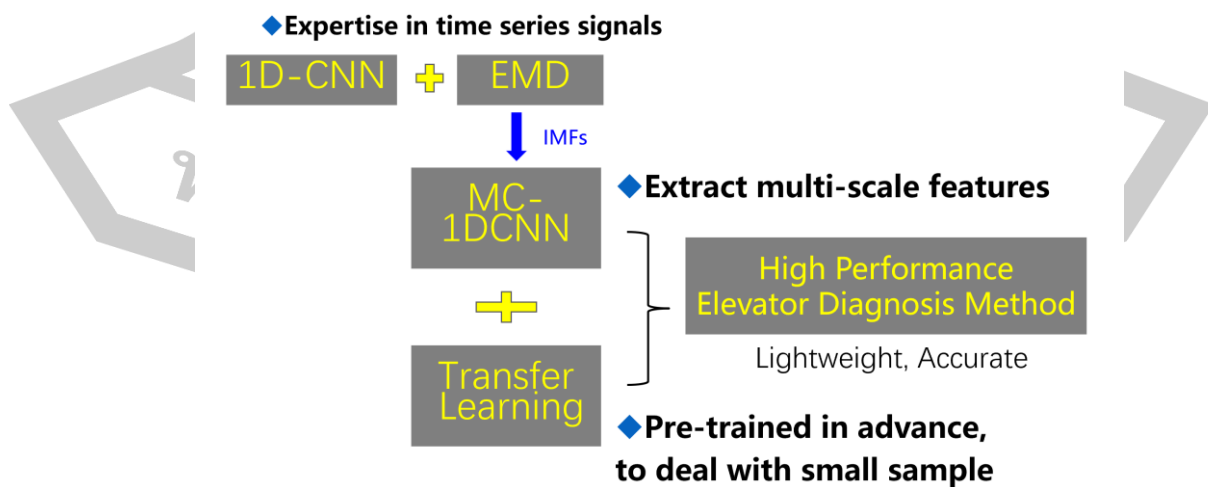 ◆Expertise in time series signals
1D-CNN + EMD
IMFs
MC-
1DCNN
◆Extract multi-scale features
High Performance
Elevator Diagnosis Method
Lightweight, Accurate
+
Transfer
Learning
◆Pre-trained in advance,
to deal with small sample